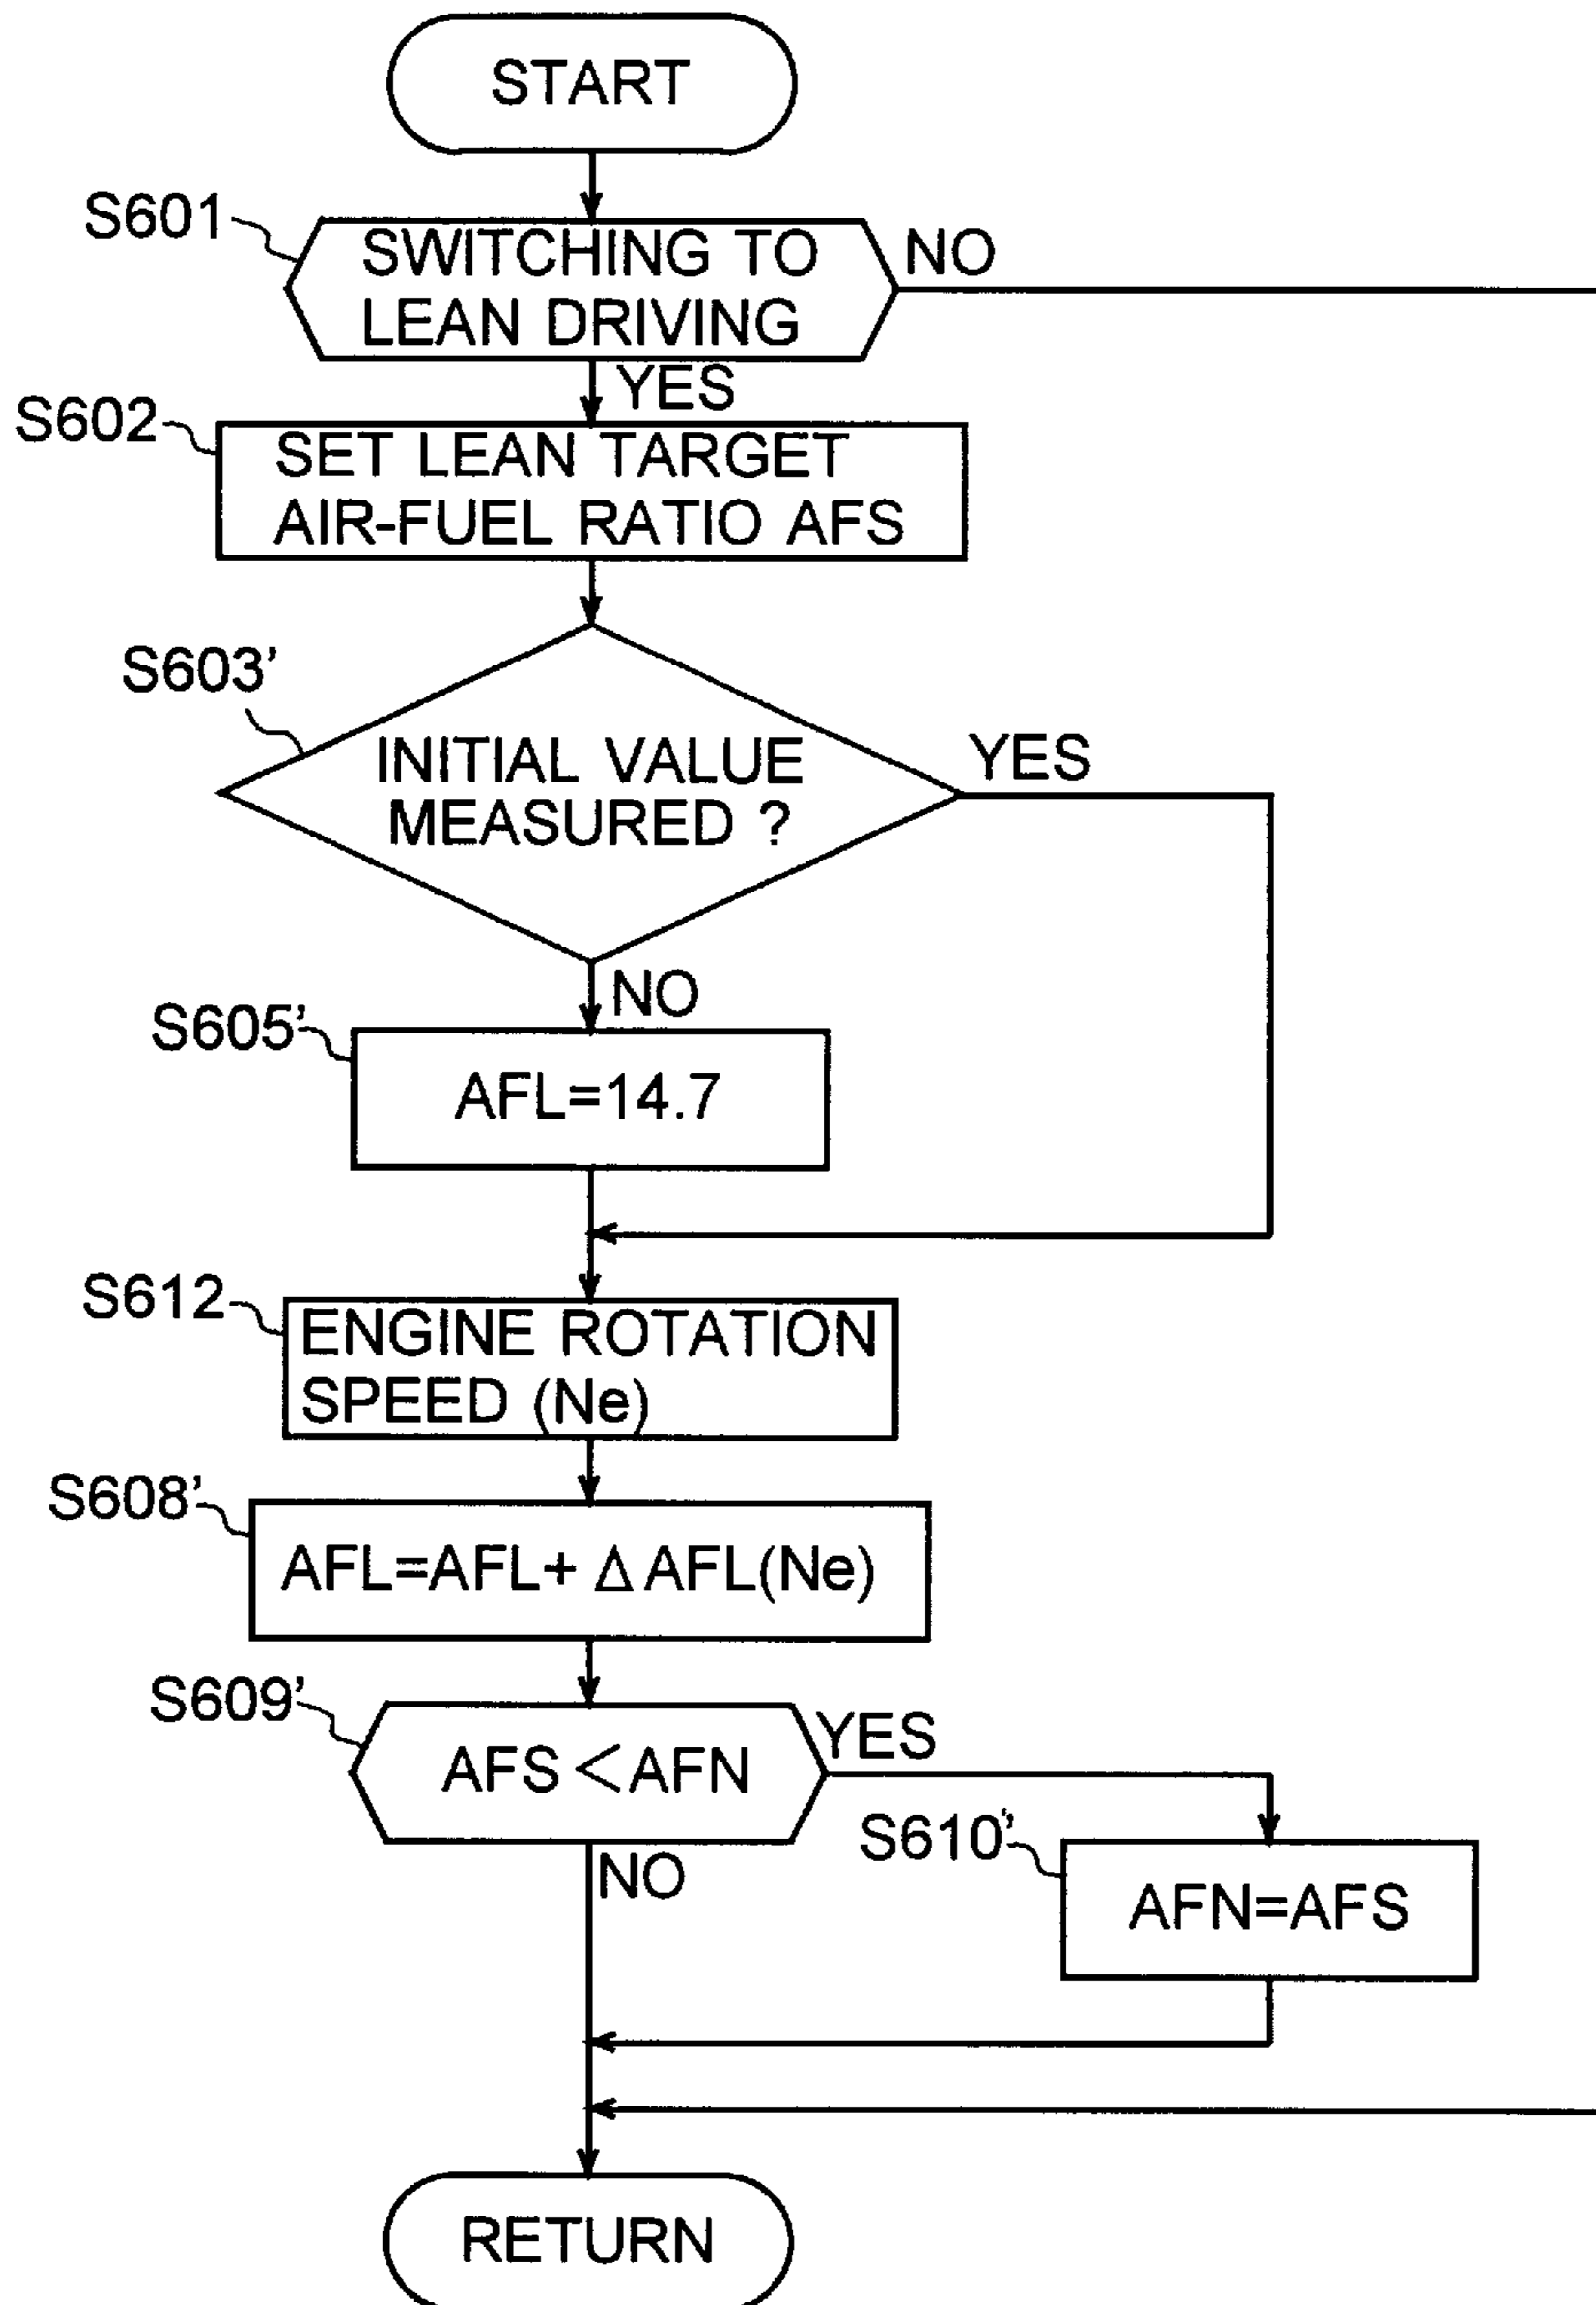 START
S601
SWITCHING TO
LEAN DRIVING
NO
YES
S602
SET LEAN TARGET
AIR-FUEL RATIO AFS
S603'
INITIAL VALUE
MEASURED ?
YES
NO
S605'
AFL=14.7
S612
ENGINE ROTATION
SPEED (Ne)
S608'
AFL=AFL+ Δ AFL(Ne)
S609'
AFS <AFN
YES
S610'
NO
AFN=AFS
RETURN